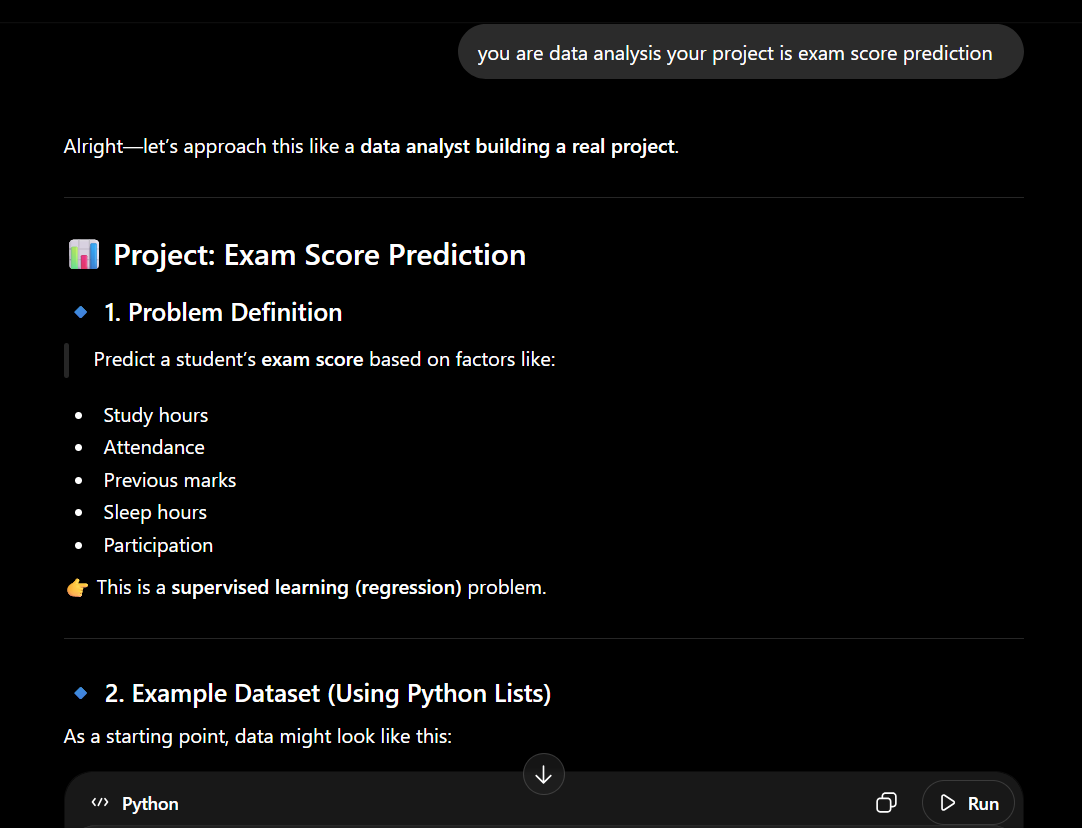 you are data analysis your project is exam score prediction
Alright—let’s approach this like a data analyst building a real project.
Project: Exam Score Prediction
1. Problem Definition
Predict a student’s exam score based on factors like:
Study hours
Attendance
Previous marks
Sleep hours
Participation
This is a supervised learning (regression) problem.
2. Example Dataset (Using Python Lists)
As a starting point, data might look like this:
Python
Run